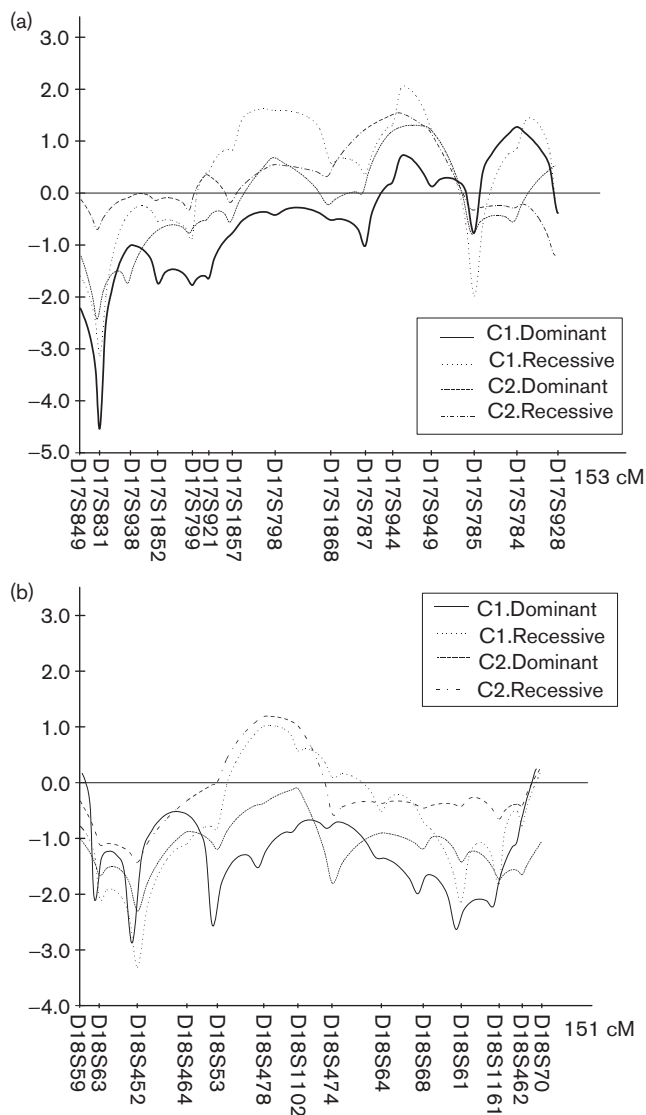 (a)
3.0
2.0
1.0
0.0
−1.0
−2.0
−3.0
−4.0
−5.0
C1.Dominant
C1.Recessive
C2.Dominant
C2.Recessive
D17S849
D17S831
D17S938
D17S1852
D17S799
D17S921
D17S1857
D17S798
D17S1868
D17S787
D17S944
D17S949
D17S785
D17S784
D17S928
153 cM
(b)
3.0
2.0
1.0
0.0
−1.0
−2.0
−3.0
−4.0
C1.Dominant
C1.Recessive
C2.Dominant
C2.Recessive
D18S59
D18S63
D18S452
D18S464
D18S53
D18S478
D18S1102
D18S474
D18S64
D18S68
D18S61
D18S1161
D18S462
D18S70
151 cM